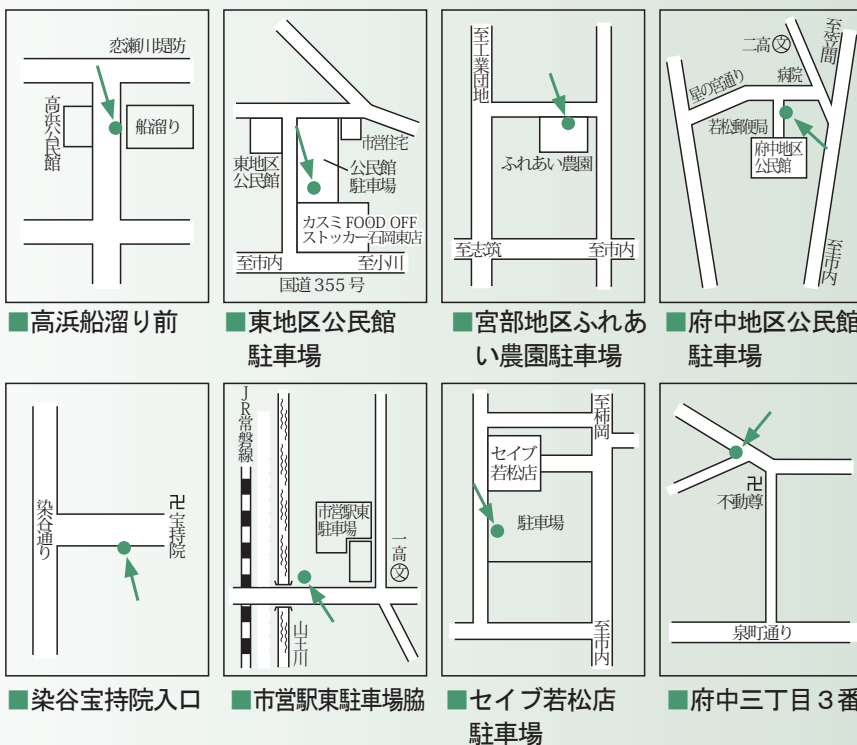 恋瀬川堤防
高浜公民館
船溜り
■高浜船溜り前
市営住宅
東地区
公民館
公民館
駐車場
カスミ FOOD OFF
ストッカー石岡東店
至市内
至小川
国道 355 号
■東地区公民館
駐車場
至工業団地
ふれあい農園
至志筑
至市内
■宮部地区ふれあ
い農園駐車場
至笠間
二高
文
病院
星の宮通り
若松郵便局
府中地区
公民館
至市内
■府中地区公民館
駐車場
染谷通り
卍宝持院
■染谷宝持院入口
JR常磐線
市営駅東
駐車場
一高
文
山王川
■市営駅東駐車場脇
至柿岡
セイブ
若松店
駐車場
至市内
■セイブ若松店
駐車場
卍
不動尊
泉町通り
■府中三丁目３番